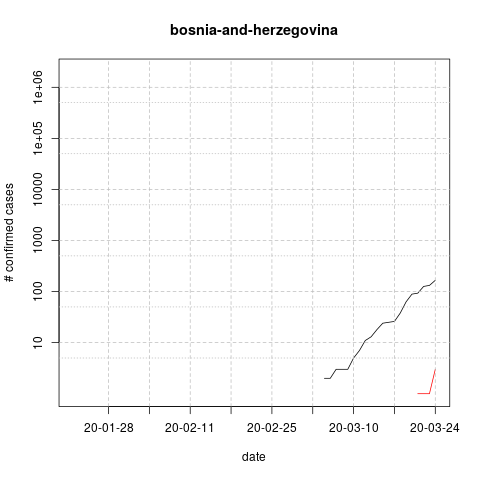 bosnia-and-herzegovina
# confirmed cases
1e+06
1e+05
10000
1000
100
10
20-01-28 20-02-11 20-02-25 20-03-10 20-03-24
date